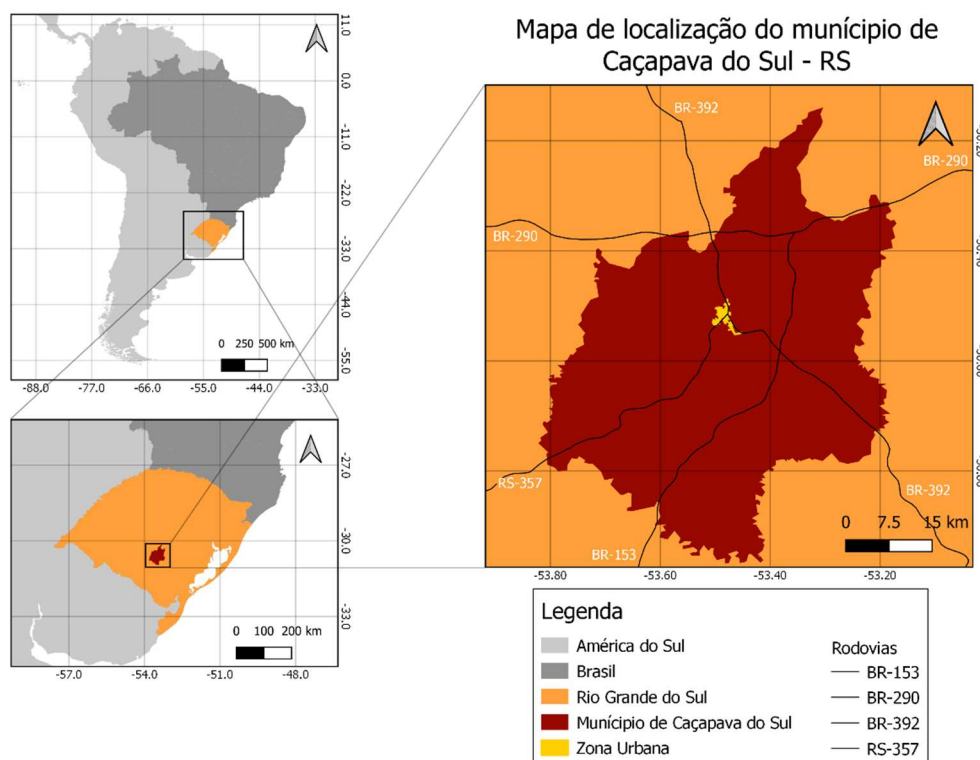 Mapa de localização do munícipio de
Caçapava do Sul - RS
11.0
0.0
-11.0
-22.0
-33.0
-44.0
-55.0
0 250 500 km
-88.0 -77.0 -66.0 -55.0 -44.0 -33.0
-27.0
-30.0
-33.0
0 100 200 km
-57.0 -54.0 -51.0 -48.0
BR-392
BR-290
BR-290
RS-357
BR-392
BR-153
0 7.5 15 km
-53.80 -53.60 -53.40 -53.20
Legenda
América do Sul
Brasil
Rio Grande do Sul
Munícipio de Caçapava do Sul
Zona Urbana
Rodovias
BR-153
BR-290
BR-392
RS-357